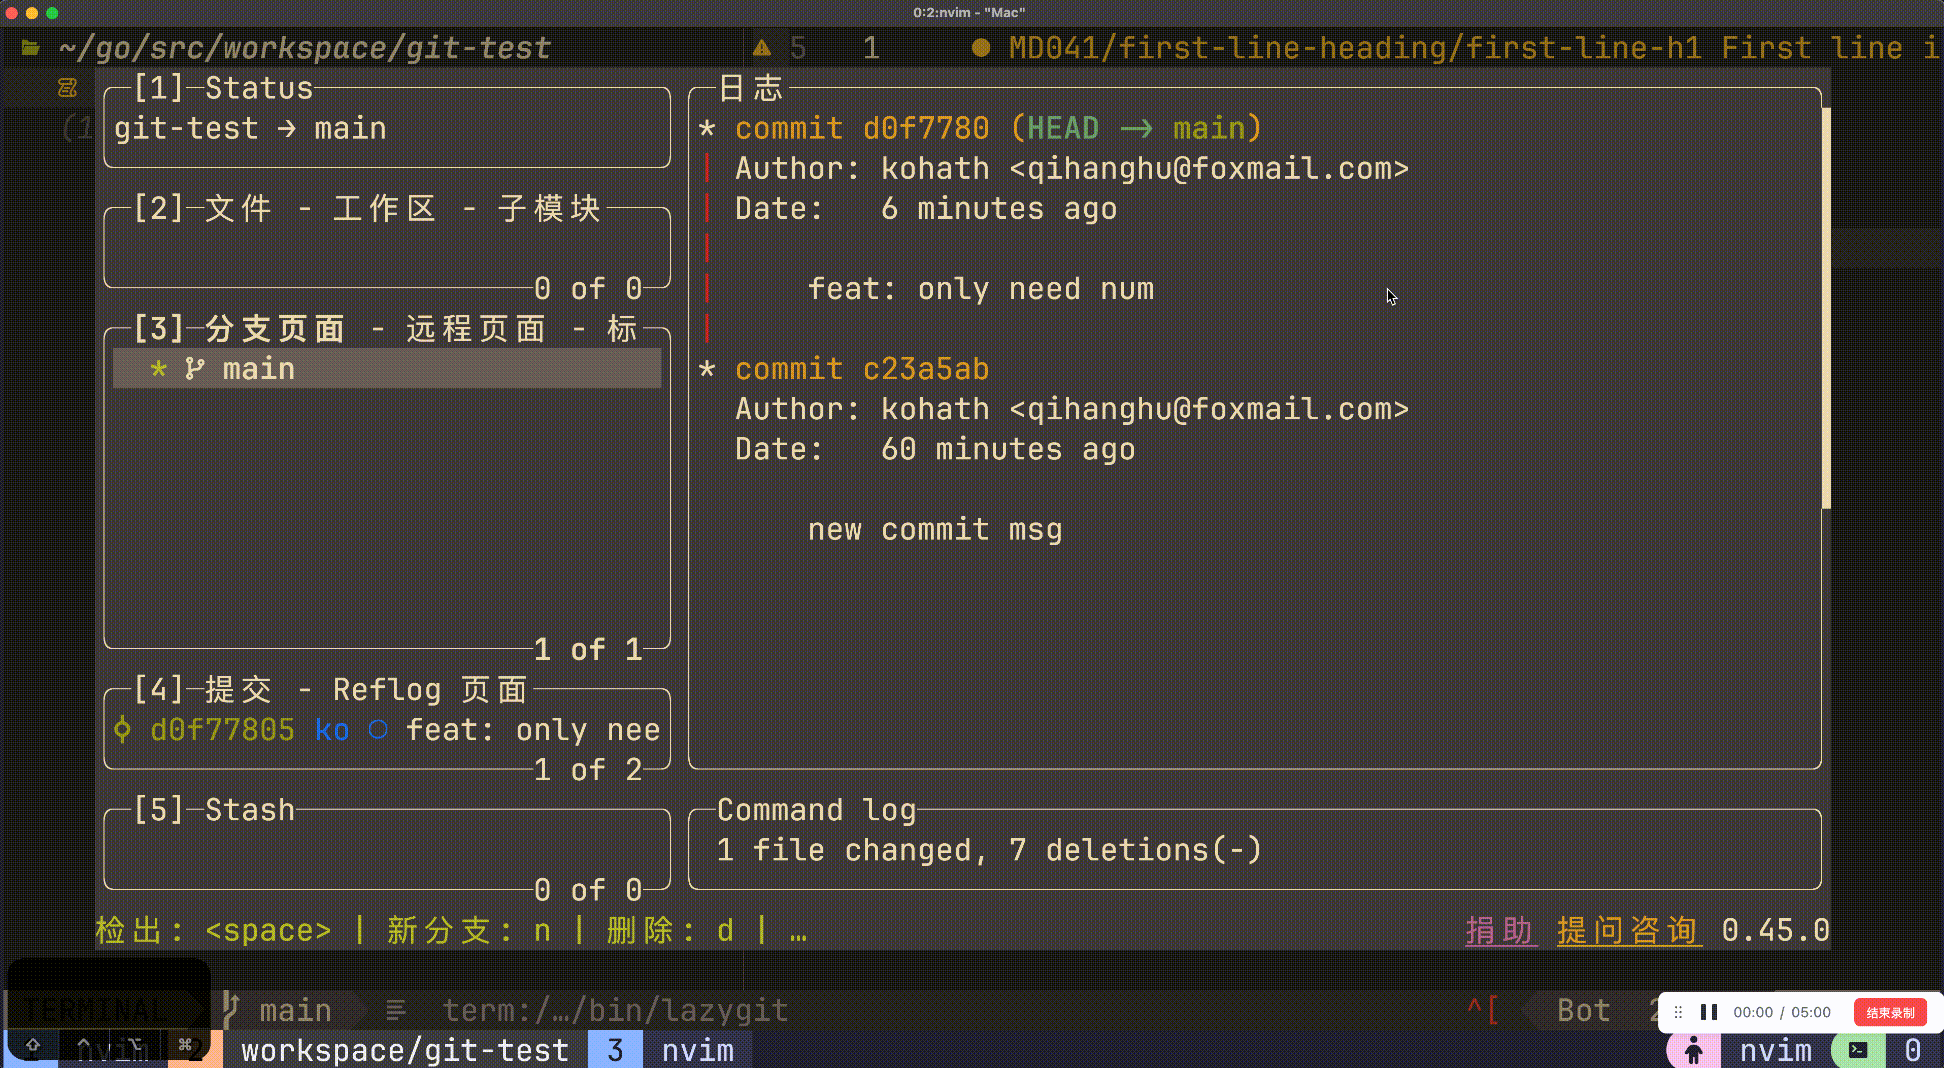 0:2:nvim - "Mac"
~/go/src/workspace/git-test
5 1 MD041/first-line-heading/first-line-h1 First line i
(1
[1] Status
git-test → main
[2] 文件 - 工作区 - 子模块
0 of 0
[3] 分支页面 - 远程页面 - 标
* main
1 of 1
[4] 提交 - Reflog 页面
d0f77805 ko ○ feat: only nee
1 of 2
[5] Stash
0 of 0
日志
* commit d0f7780 (HEAD → main)
| Author: kohath <qihanghu@foxmail.com>
| Date: 6 minutes ago
|
| feat: only need num
|
* commit c23a5ab
Author: kohath <qihanghu@foxmail.com>
Date: 60 minutes ago
new commit msg
Command log
1 file changed, 7 deletions(-)
检出: <space> | 新分支: n | 删除: d | …
捐助 提问咨询 0.45.0
TERMINAL main term:/…/bin/lazygit ^[ Bot 2
00:00 / 05:00 结束录制
nvim 2 workspace/git-test 3 nvim
nvim 0